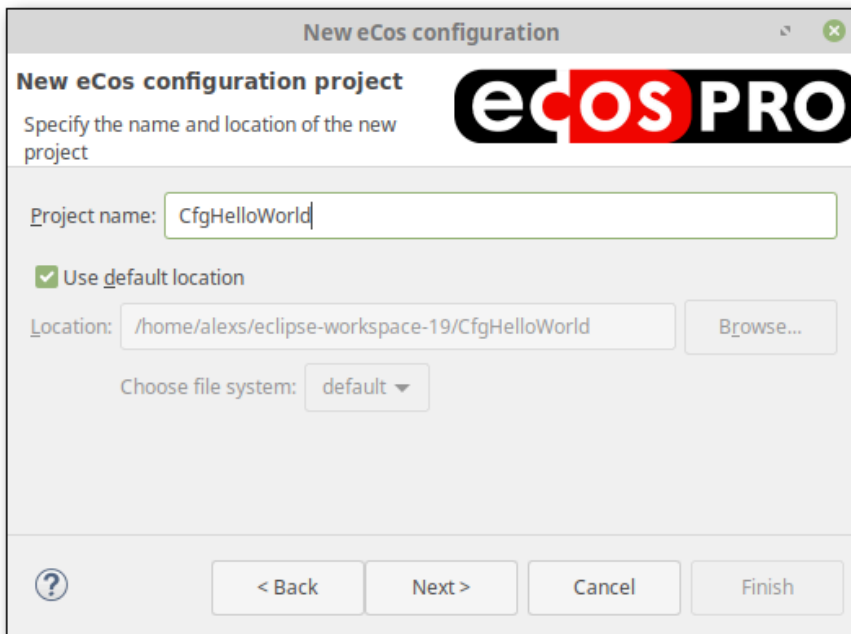 New eCos configuration
New eCos configuration project
eCOS PRO
Specify the name and location of the new
project
Project name: CfgHelloWorld
Use default location
Location: /home/alexs/eclipse-workspace-19/CfgHelloWorld Browse...
Choose file system: default
? < Back Next > Cancel Finish